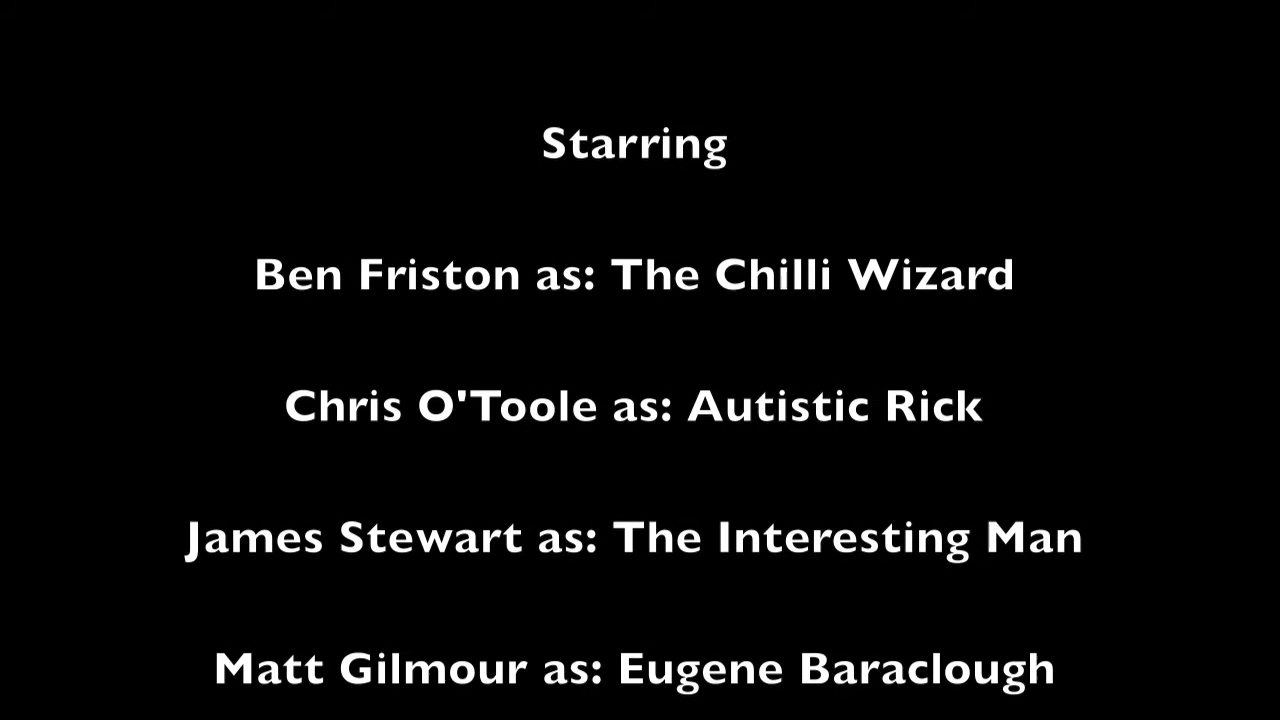 Starring
Ben Friston as: The Chilli Wizard
Chris O'Toole as: Autistic Rick
James Stewart as: The Interesting Man
Matt Gilmour as: Eugene Baraclough